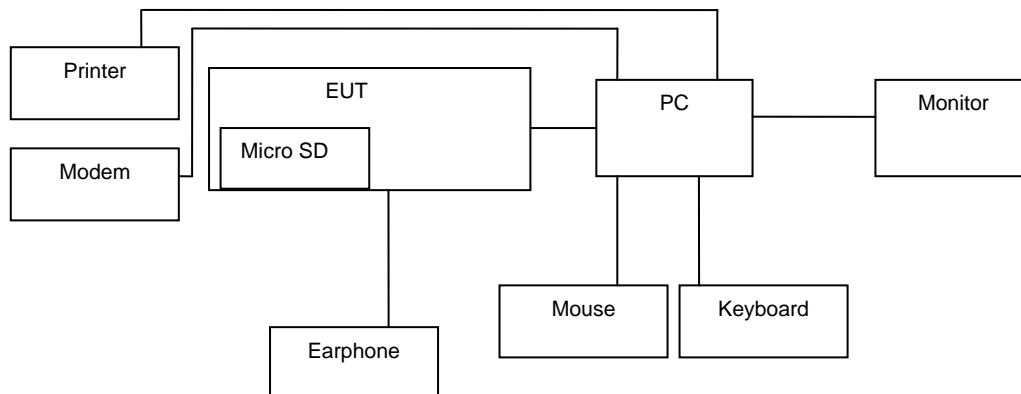 Printer
EUT
PC
Monitor
Micro SD
Modem
Mouse
Keyboard
Earphone